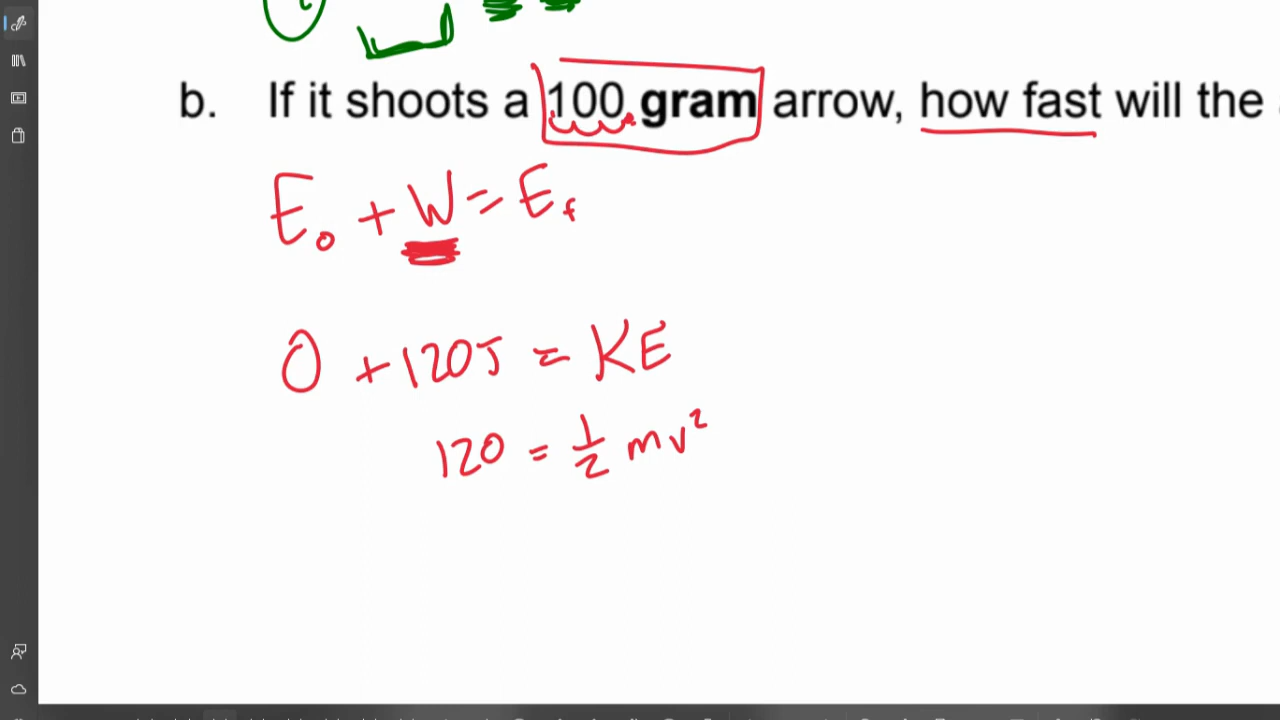 b. If it shoots a 100 gram arrow, how fast will the
E₀ + W = E_f
0 + 120J = KE
120 = 1/2 mv²